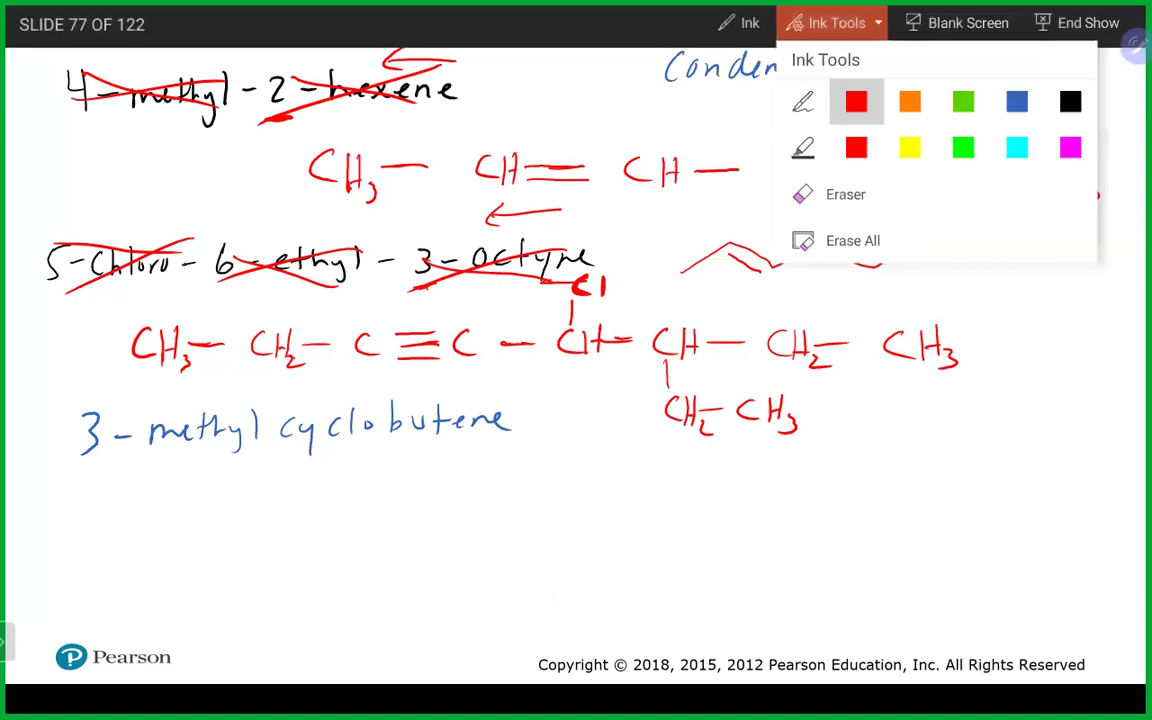 SLIDE 77 OF 122 Ink Ink Tools Blank Screen End Show
Ink Tools
Eraser
Erase All
4-methyl-2-hexene
Conden
CH3— CH=CH—
5-Chloro-6-ethyl-3-Octyne
Cl
CH3—CH2—C≡C—CH—CH—CH2—CH3
CH2—CH3
3-methyl cyclobutene
Pearson
Copyright © 2018, 2015, 2012 Pearson Education, Inc. All Rights Reserved